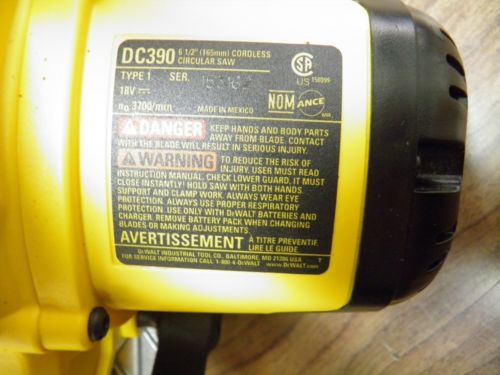 DC390 6 1/2" (165mm) CORDLESS CIRCULAR SAW
TYPE 1 SER.
18V
n₀ 3700/min MADE IN MEXICO
US 150399
NOM ANCE
DANGER KEEP HANDS AND BODY PARTS
AWAY FROM BLADE. CONTACT
WITH THE BLADE WILL RESULT IN SERIOUS INJURY.
WARNING TO REDUCE THE RISK OF
INJURY, USER MUST READ
INSTRUCTION MANUAL. CHECK LOWER GUARD, IT MUST
CLOSE INSTANTLY! HOLD SAW WITH BOTH HANDS.
SUPPORT AND CLAMP WORK. ALWAYS WEAR EYE
PROTECTION. ALWAYS USE PROPER RESPIRATORY
PROTECTION. USE ONLY WITH DEWALT BATTERIES AND
CHARGER. REMOVE BATTERY PACK WHEN CHANGING
BLADES OR MAKING ADJUSTMENTS.
AVERTISSEMENT À TITRE PREVENTIF, LIRE LE GUIDE.
DEWALT INDUSTRIAL TOOL CO., BALTIMORE, MD 21286 USA T
FOR SERVICE INFORMATION CALL 1-800-4-DEWALT www.DEWALT.com